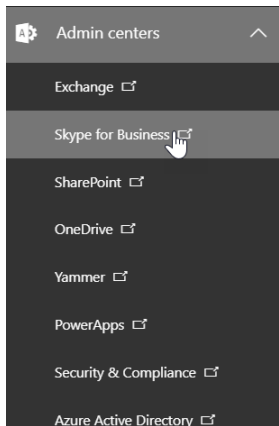 Admin centers
Exchange
Skype for Business
SharePoint
OneDrive
Yammer
PowerApps
Security & Compliance
Azure Active Directory